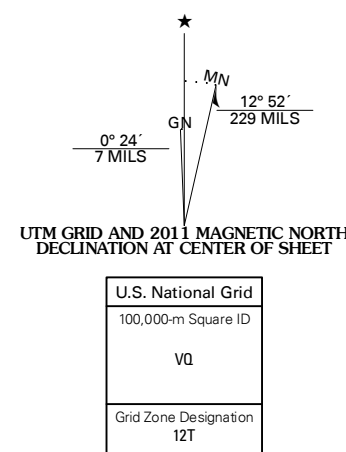 ★
MN
GN
12° 52´
229 MILS
0° 24´
7 MILS
UTM GRID AND 2011 MAGNETIC NORTH
DECLINATION AT CENTER OF SHEET
U.S. National Grid
100,000-m Square ID
VQ
Grid Zone Designation
12T